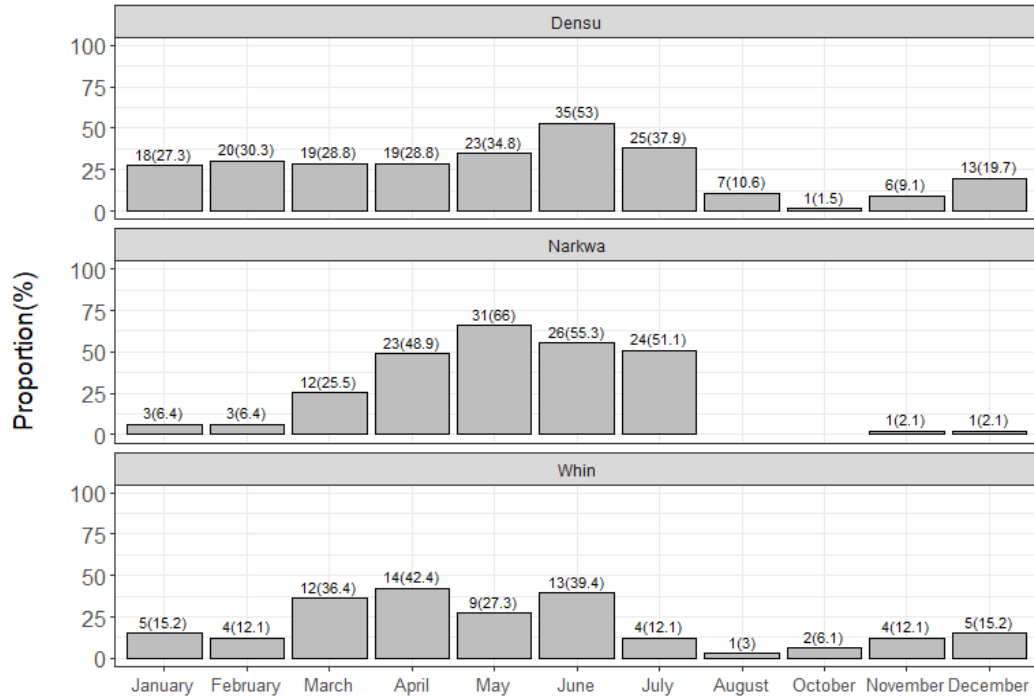 Proportion(%)
Densu
100
75
50
25
0
18(27.3) 20(30.3) 19(28.8) 19(28.8) 23(34.8) 35(53) 25(37.9) 7(10.6) 1(1.5) 6(9.1) 13(19.7)
Narkwa
100
75
50
25
0
3(6.4) 3(6.4) 12(25.5) 23(48.9) 31(66) 26(55.3) 24(51.1) 1(2.1) 1(2.1)
Whin
100
75
50
25
0
5(15.2) 4(12.1) 12(36.4) 14(42.4) 9(27.3) 13(39.4) 4(12.1) 1(3) 2(6.1) 4(12.1) 5(15.2)
January February March April May June July August October November December